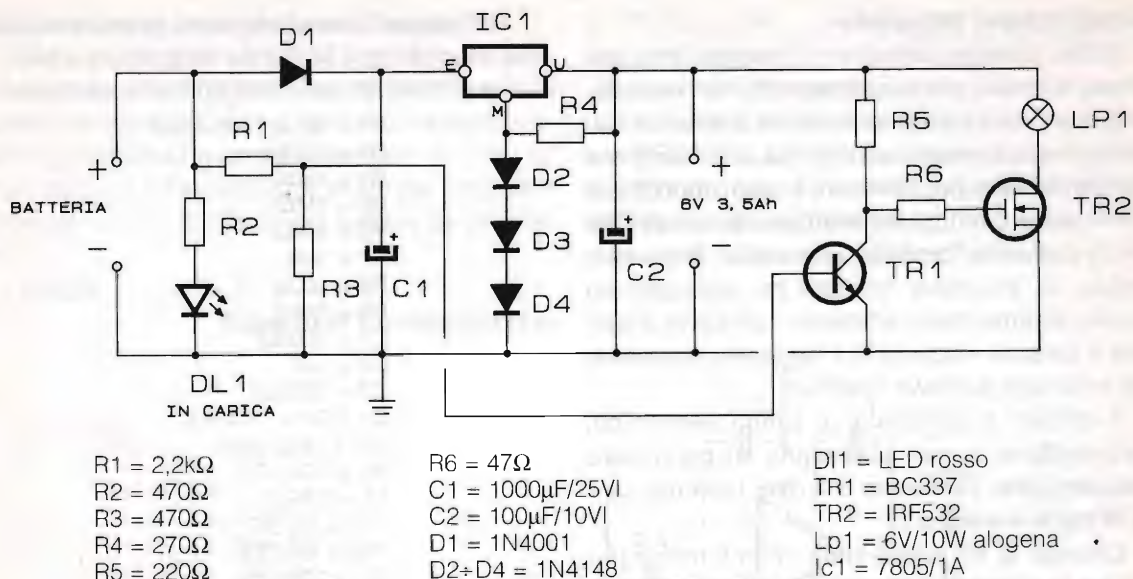 IC1
D1
E
U
M
R4
R1
R5
LP1
+
+
D2
R6
BATTERIA
R2
6V 3,5Ah
TR2
−
D3
−
+
+
R3
C1
C2
TR1
D4
DL1
IN CARICA
R1 = 2,2kΩ
R2 = 470Ω
R3 = 470Ω
R4 = 270Ω
R5 = 220Ω
R6 = 47Ω
C1 = 1000µF/25Vl
C2 = 100µF/10Vl
D1 = 1N4001
D2÷D4 = 1N4148
Dl1 = LED rosso
TR1 = BC337
TR2 = IRF532
Lp1 = 6V/10W alogena
Ic1 = 7805/1A